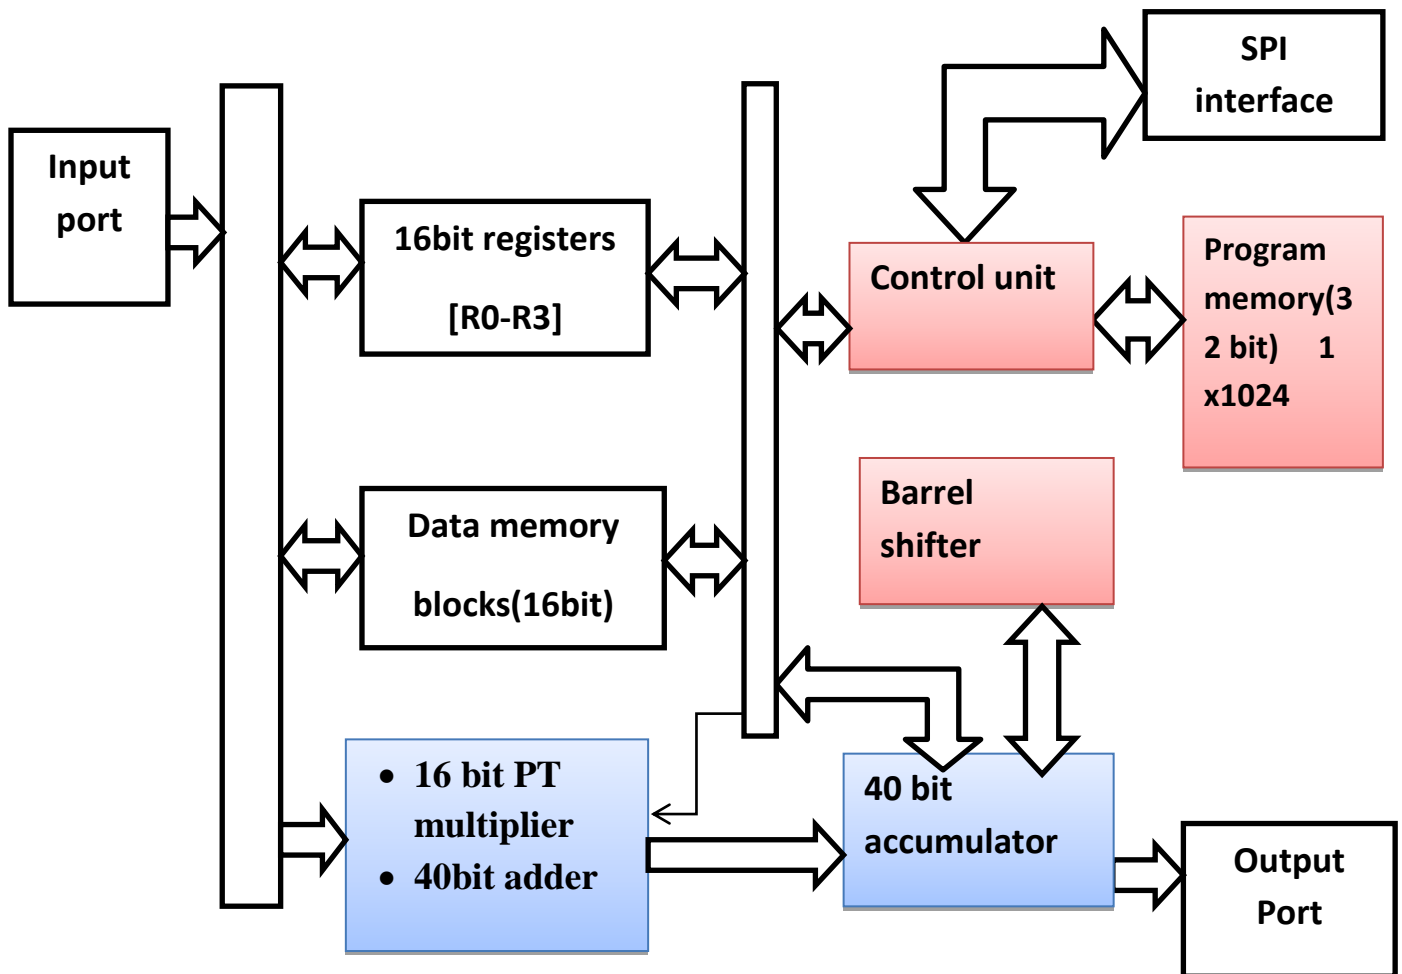 SPI
interface
Input
port
16bit registers
[R0-R3]
Control unit
Program
memory(3
2 bit) 1
x1024
Data memory
blocks(16bit)
Barrel
shifter
• 16 bit PT
multiplier
• 40bit adder
40 bit
accumulator
Output
Port